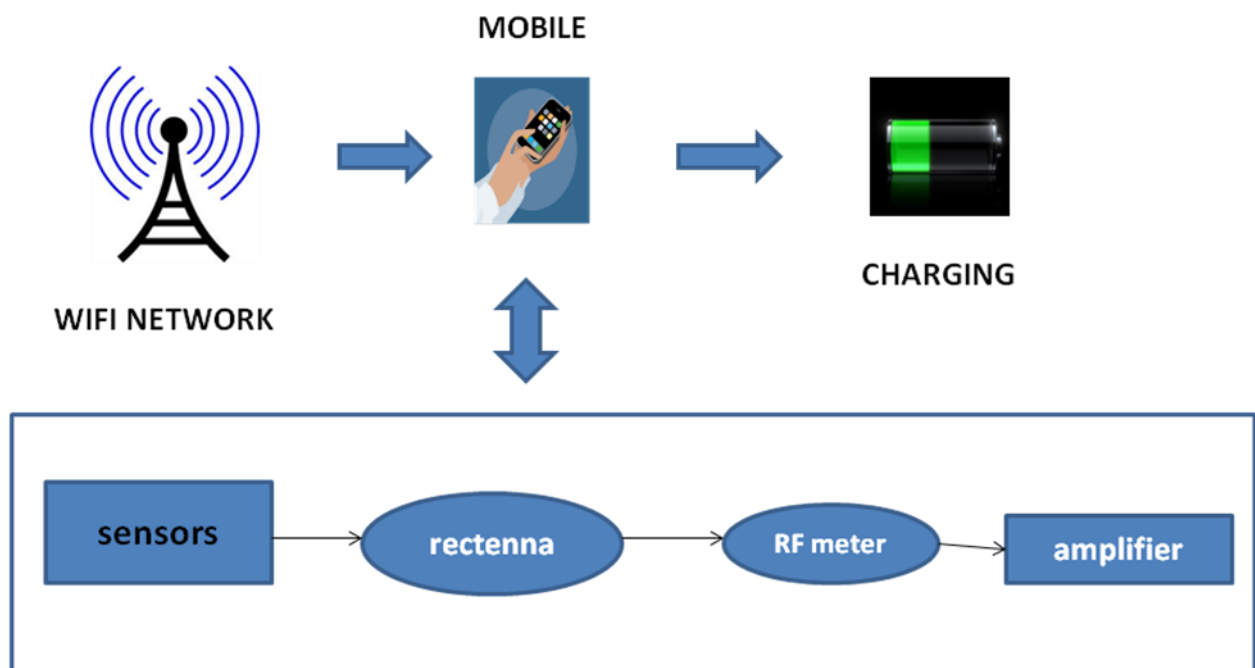 MOBILE
WIFI NETWORK
CHARGING
sensors
rectenna
RF meter
amplifier